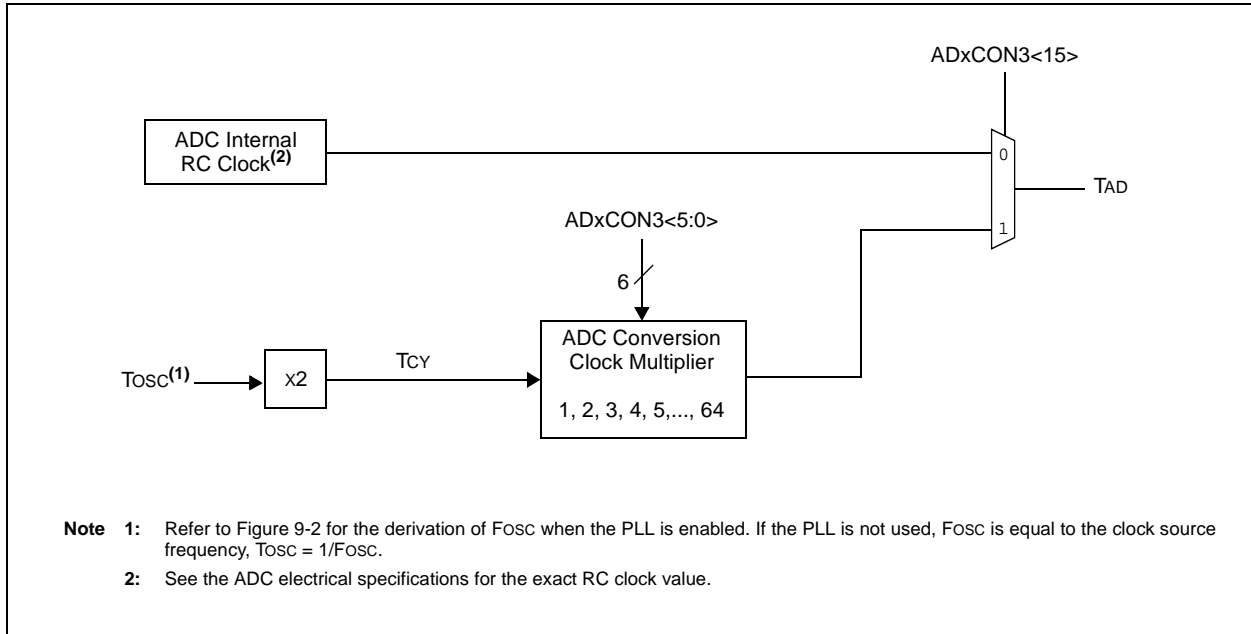 ADxCON3<15>
ADC Internal
RC Clock(2)
0
TAD
ADxCON3<5:0>
1
6
ADC Conversion
Clock Multiplier
TOSC(1)
X2
TCY
1, 2, 3, 4, 5,..., 64
Note 1: Refer to Figure 9-2 for the derivation of FOSC when the PLL is enabled. If the PLL is not used, FOSC is equal to the clock source
frequency, TOSC = 1/FOSC.
2: See the ADC electrical specifications for the exact RC clock value.